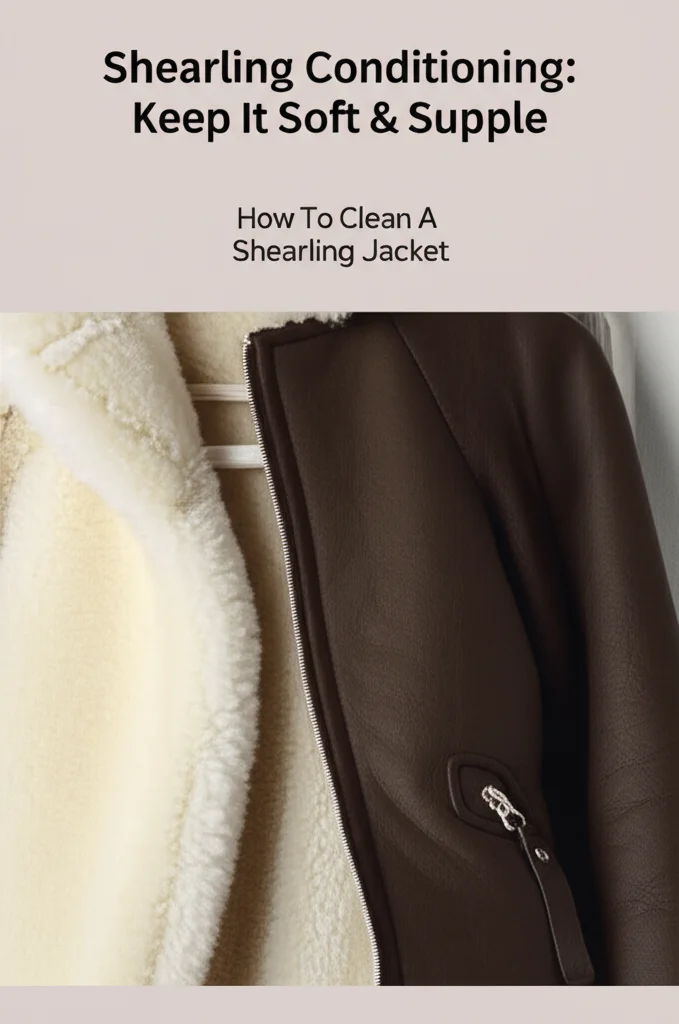 Shearling Conditioning:
Keep It Soft & Supple
How To Clean A
Shearling Jacket